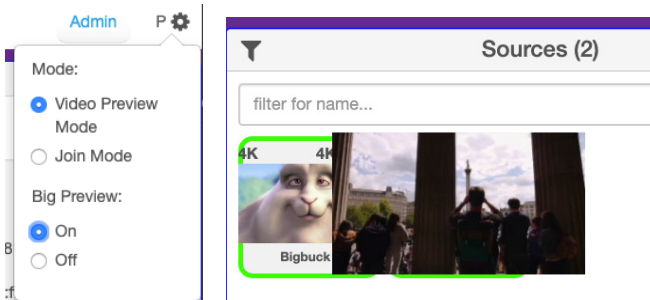 Admin
P
Mode:
Video Preview
Mode
Join Mode
Big Preview:
On
Off
8
:f
Sources (2)
filter for name...
4K
4K
Bigbuck